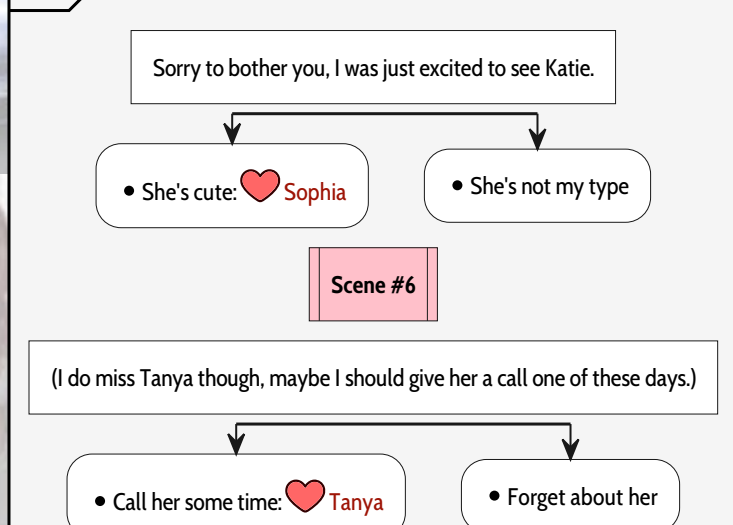 Sorry to bother you, I was just excited to see Katie.
• She's cute: Sophia
• She's not my type
Scene #6
(I do miss Tanya though, maybe I should give her a call one of these days.)
• Call her some time: Tanya
• Forget about her